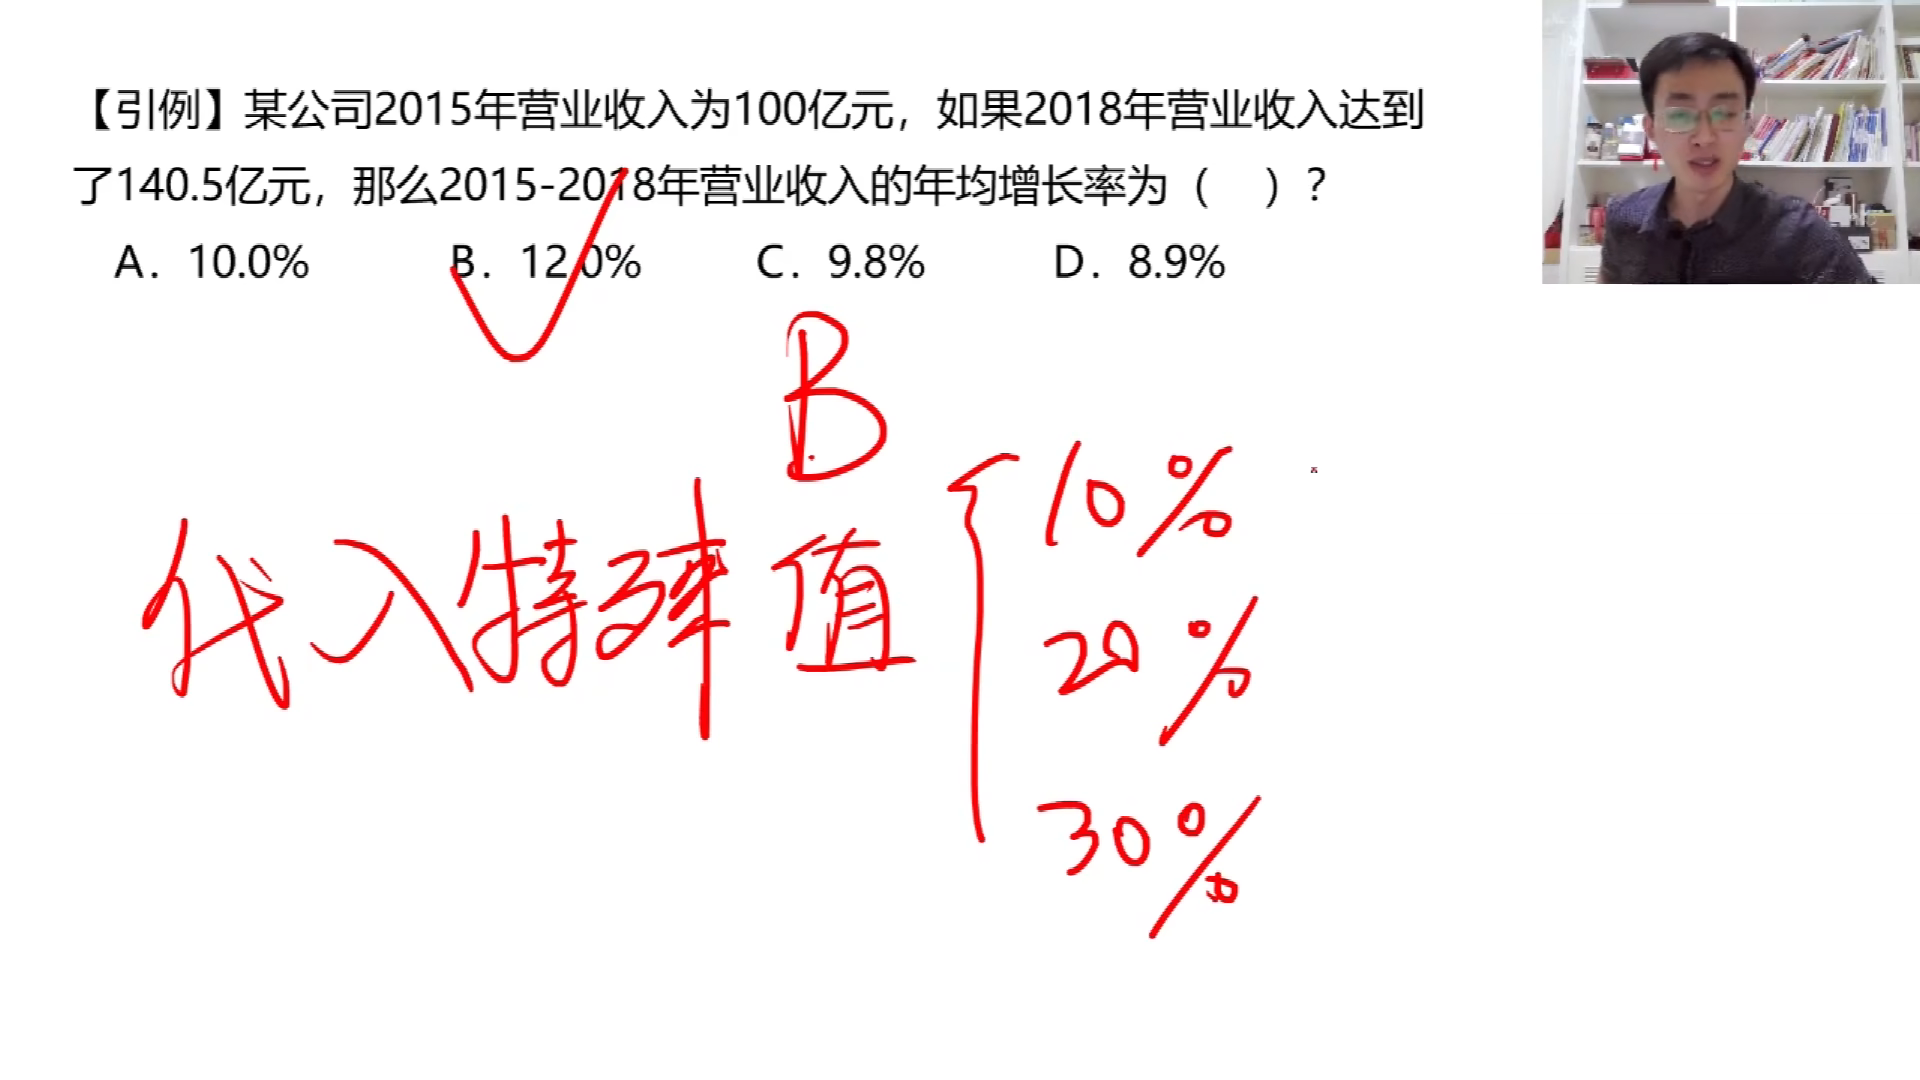 【引例】某公司2015年营业收入为100亿元，如果2018年营业收入达到
了140.5亿元，那么2015-2018年营业收入的年均增长率为（ ）？
A．10.0% B．12.0% C．9.8% D．8.9%
B
代入特殊值
10%
20%
30%